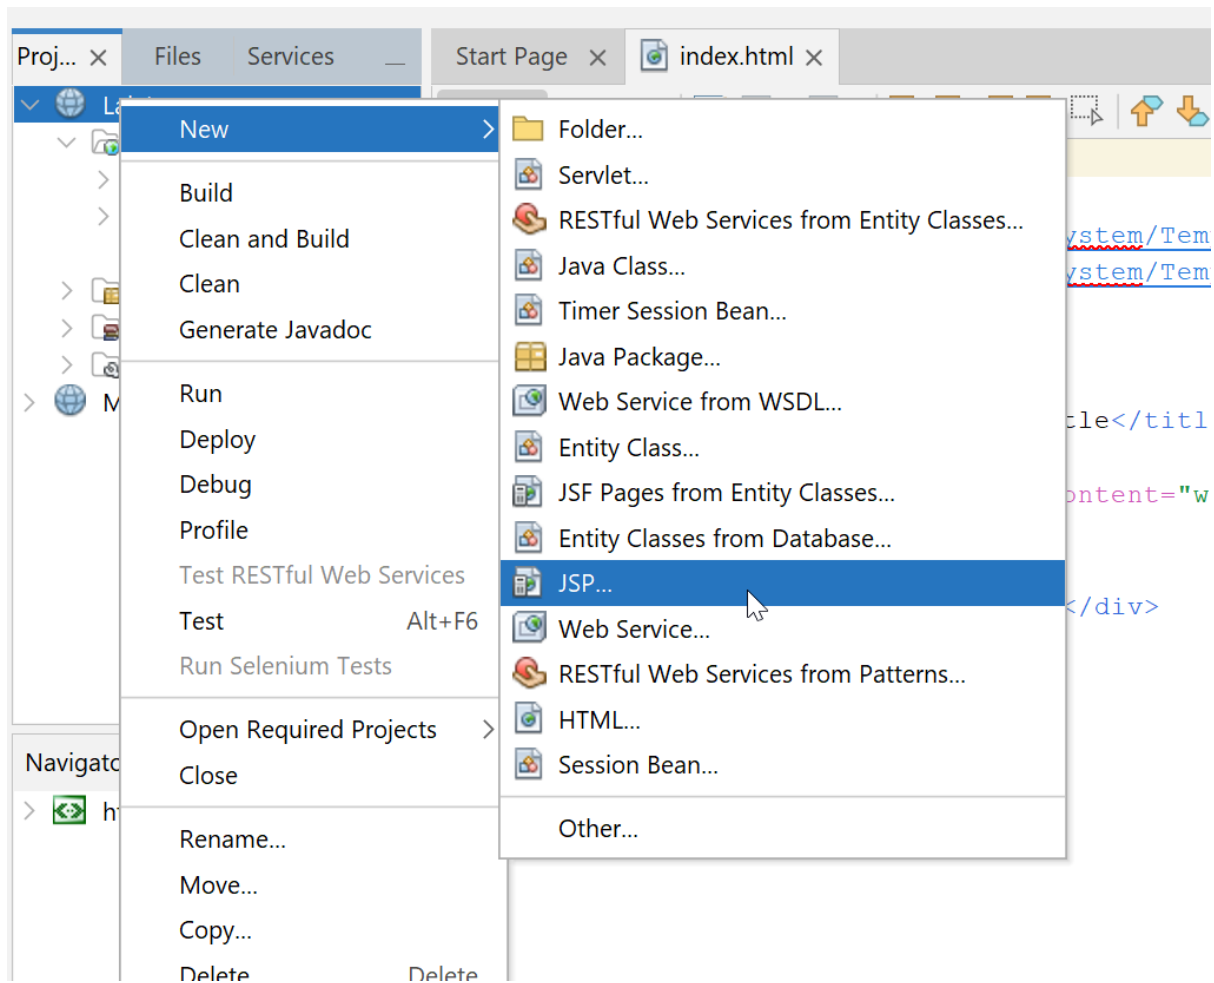 Proj...
Files
Services
Start Page
index.html
New
Build
Clean and Build
Clean
Generate Javadoc
Run
Deploy
Debug
Profile
Test RESTful Web Services
Test Alt+F6
Run Selenium Tests
Open Required Projects
Close
Rename...
Move...
Copy...
Delete Delete
Folder...
Servlet...
RESTful Web Services from Entity Classes...
Java Class...
Timer Session Bean...
Java Package...
Web Service from WSDL...
Entity Class...
JSF Pages from Entity Classes...
Entity Classes from Database...
JSP...
Web Service...
RESTful Web Services from Patterns...
HTML...
Session Bean...
Other...
ystem/Tem
ystem/Tem
tle</titl
ontent="w
</div>
M
Navigato